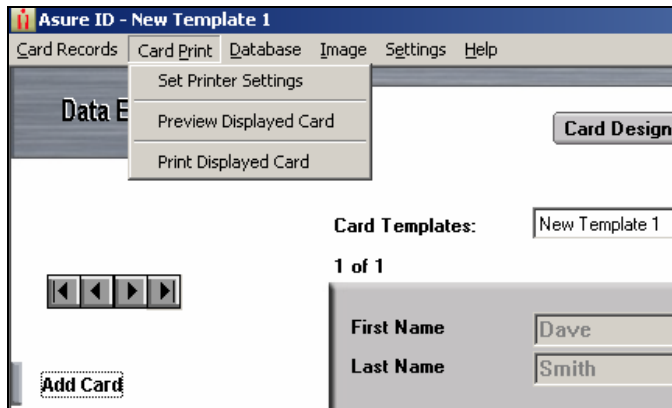 Asure ID - New Template 1
Card Records Card Print Database Image Settings Help
Set Printer Settings
Data E
Preview Displayed Card
Card Design
Print Displayed Card
Card Templates: New Template 1
1 of 1
First Name Dave
Last Name Smith
Add Card